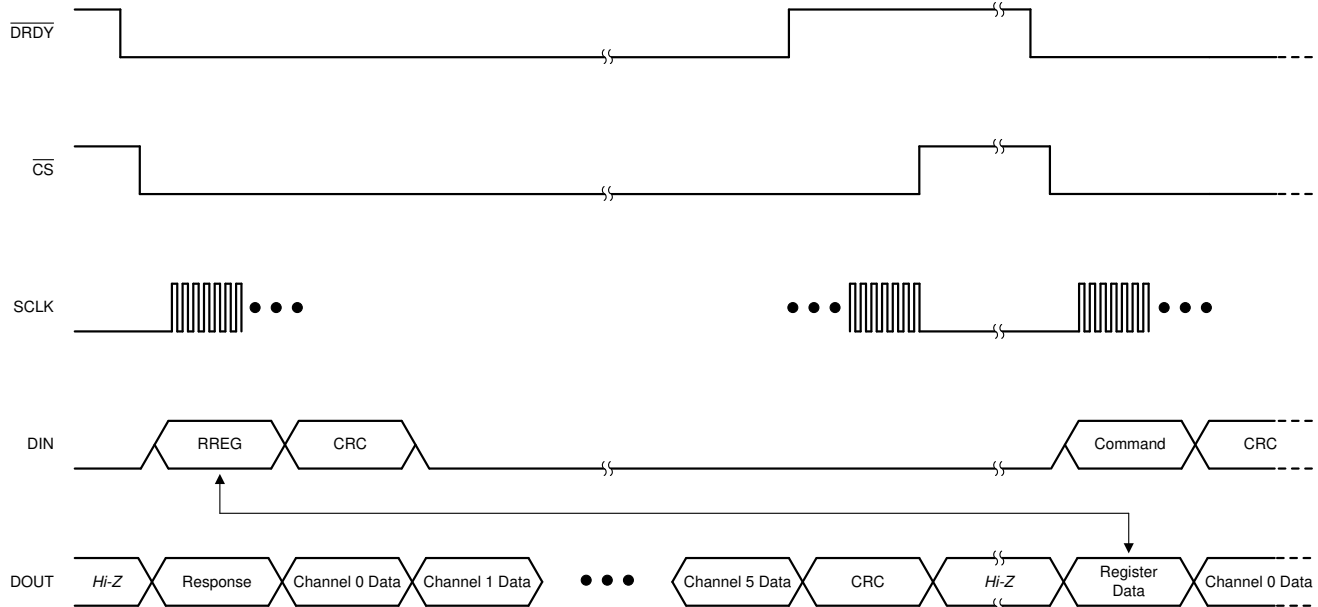 DRDY
CS
SCLK
DIN
RREG
CRC
Command
CRC
DOUT
Hi-Z
Response
Channel 0 Data
Channel 1 Data
Channel 5 Data
CRC
Hi-Z
Register
Data
Channel 0 Data